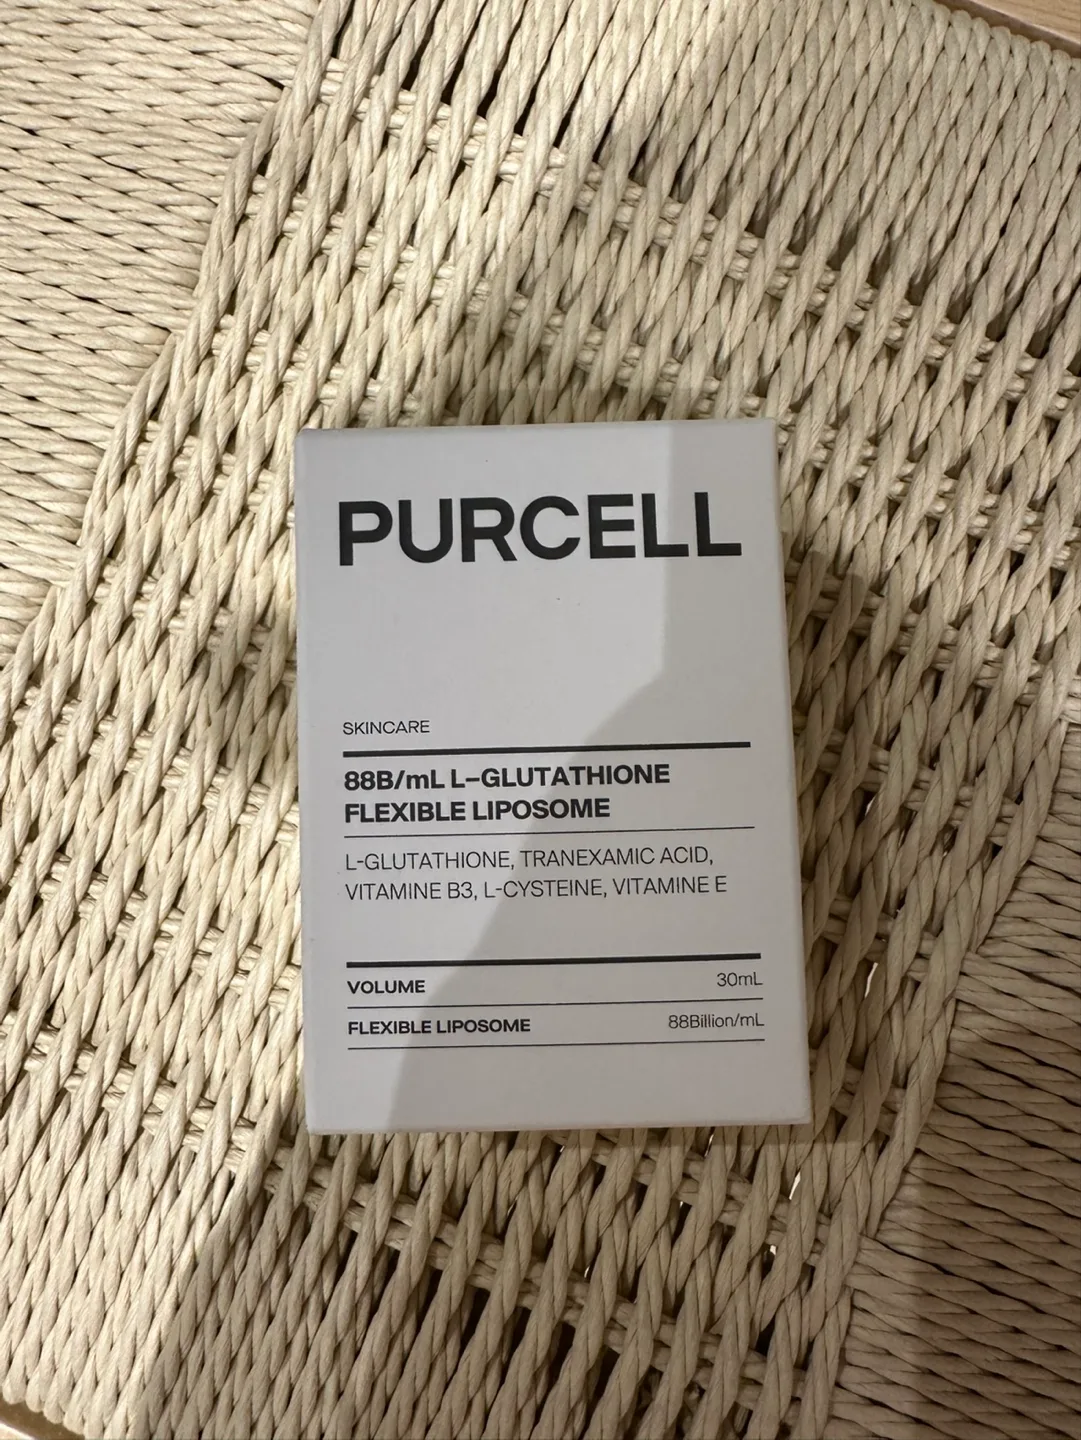 PURCELL
SKINCARE
88B/mL L-GLUTATHIONE
FLEXIBLE LIPOSOME
L-GLUTATHIONE, TRANEXAMIC ACID,
VITAMINE B3, L-CYSTEINE, VITAMINE E
VOLUME 30mL
FLEXIBLE LIPOSOME 88Billion/mL